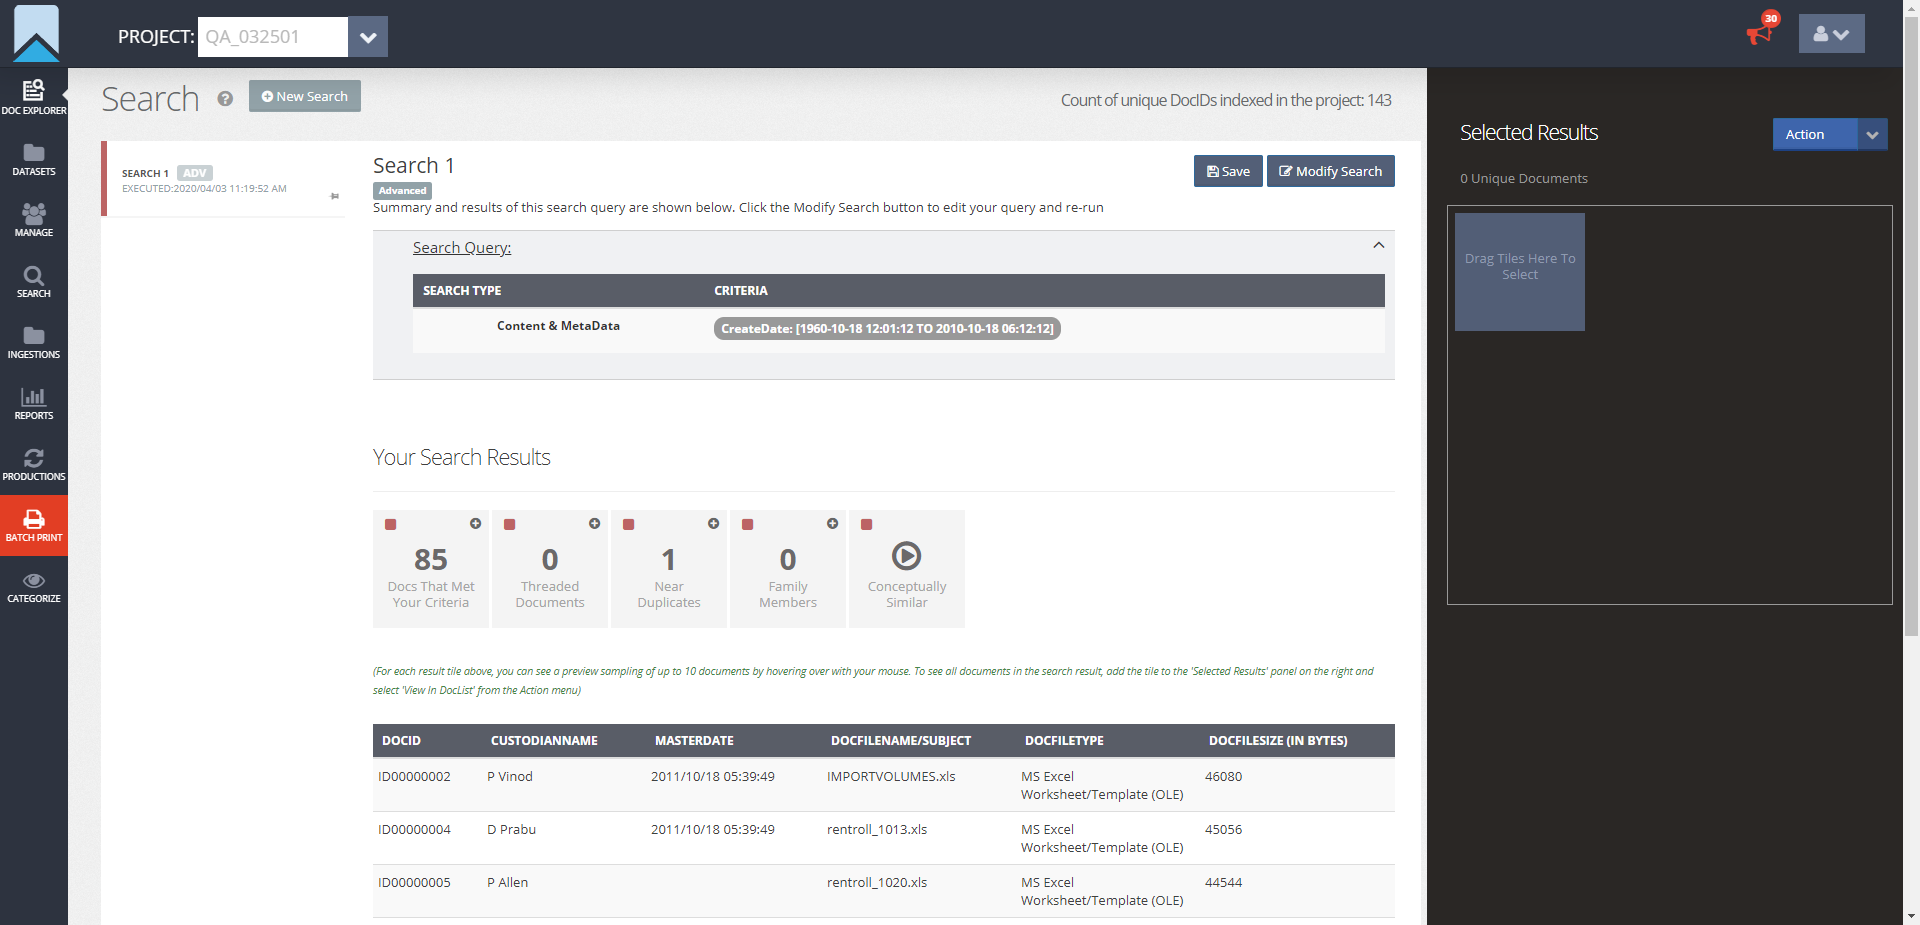 PROJECT: QA_032501
30
DOC EXPLORER
DATASETS
MANAGE
SEARCH
INGESTIONS
REPORTS
PRODUCTIONS
BATCH PRINT
CATEGORIZE
Search
New Search
Count of unique DocIDs indexed in the project: 143
SEARCH 1 ADV
EXECUTED:2020/04/03 11:19:52 AM
Search 1
Advanced
Save
Modify Search
Summary and results of this search query are shown below. Click the Modify Search button to edit your query and re-run
Search Query:
SEARCH TYPE CRITERIA
Content & MetaData CreateDate: [1960-10-18 12:01:12 TO 2010-10-18 06:12:12]
Your Search Results
85
Docs That Met
Your Criteria
0
Threaded
Documents
1
Near
Duplicates
0
Family
Members
Conceptually
Similar
(For each result tile above, you can see a preview sampling of up to 10 documents by hovering over with your mouse. To see all documents in the search result, add the tile to the 'Selected Results' panel on the right and
select 'View In DocList' from the Action menu)
DOCID CUSTODIANNAME MASTERDATE DOCFILENAME/SUBJECT DOCFILETYPE DOCFILESIZE (IN BYTES)
ID00000002 P Vinod 2011/10/18 05:39:49 IMPORTVOLUMES.xls MS Excel 46080
Worksheet/Template (OLE)
ID00000004 D Prabu 2011/10/18 05:39:49 rentroll_1013.xls MS Excel 45056
Worksheet/Template (OLE)
ID00000005 P Allen rentroll_1020.xls MS Excel 44544
Worksheet/Template (OLE)
Selected Results
Action
0 Unique Documents
Drag Tiles Here To
Select